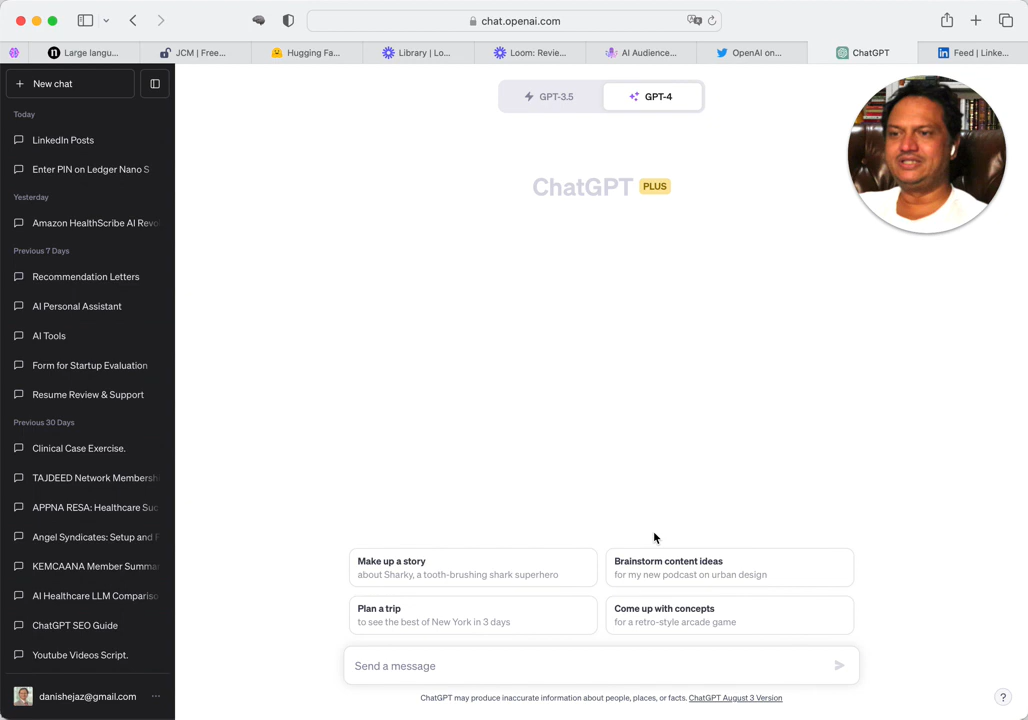 chat.openai.com
Large langu...
JCM | Free...
Hugging Fa...
Library | Lo...
Loom: Revie...
AI Audience...
OpenAI on...
ChatGPT
Feed | Linke...
New chat
GPT-3.5
GPT-4
ChatGPT PLUS
Today
LinkedIn Posts
Enter PIN on Ledger Nano S
Yesterday
Amazon HealthScribe AI Revo
Previous 7 Days
Recommendation Letters
AI Personal Assistant
AI Tools
Form for Startup Evaluation
Resume Review & Support
Previous 30 Days
Clinical Case Exercise.
TAJDEED Network Membersh
APPNA RESA: Healthcare Suc
Angel Syndicates: Setup and F
KEMCAANA Member Summar
AI Healthcare LLM Compariso
ChatGPT SEO Guide
Youtube Videos Script.
danishejaz@gmail.com
Make up a story
about Sharky, a tooth-brushing shark superhero
Brainstorm content ideas
for my new podcast on urban design
Plan a trip
to see the best of New York in 3 days
Come up with concepts
for a retro-style arcade game
Send a message
ChatGPT may produce inaccurate information about people, places, or facts. ChatGPT August 3 Version
?